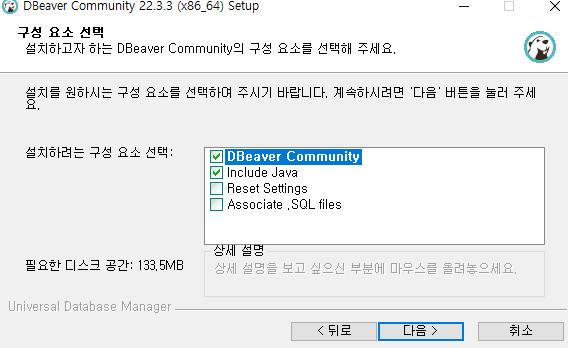 DBeaver Community 22.3.3 (x86_64) Setup
구성 요소 선택
설치하고자 하는 DBeaver Community의 구성 요소를 선택해 주세요.
설치를 원하시는 구성 요소를 선택하여 주시기 바랍니다. 계속하시려면 '다음' 버튼을 눌러 주세
요.
설치하려는 구성 요소 선택:
DBeaver Community
Include Java
Reset Settings
Associate .SQL files
필요한 디스크 공간: 133.5MB
상세 설명
상세 설명을 보고 싶으신 부분에 마우스를 올려놓으세요.
Universal Database Manager
< 뒤로
다음 >
취소